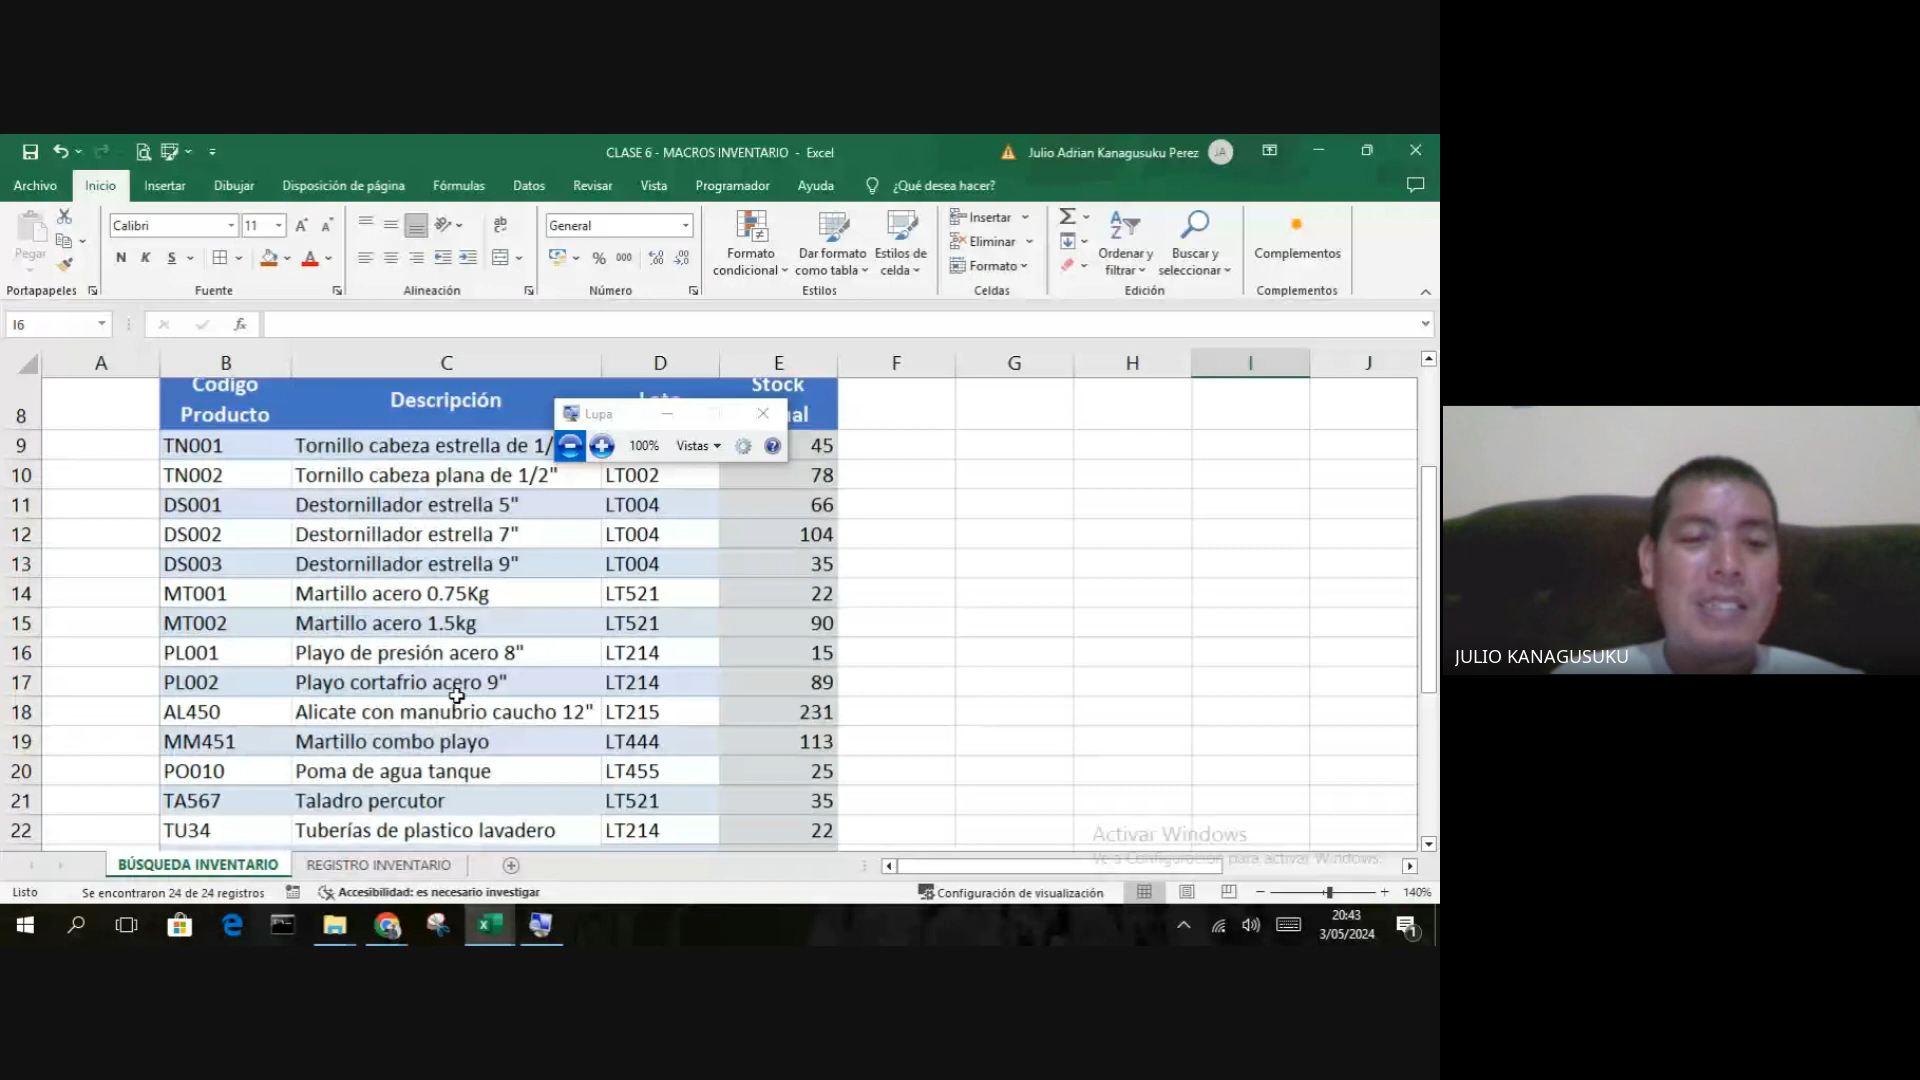 CLASE 6 - MACROS INVENTARIO - Excel
Julio Adrian Kanagusuku Perez
JA
Archivo Inicio Insertar Dibujar Disposición de página Fórmulas Datos Revisar Vista Programador Ayuda ¿Qué desea hacer?
Pegar
Portapapeles
Calibri 11
N K S
Fuente
Alineación
General
% 000
Número
Formato condicional
Dar formato como tabla
Estilos de celda
Estilos
Insertar
Eliminar
Formato
Celdas
Ordenar y filtrar
Buscar y seleccionar
Edición
Complementos
Complementos
I6
fx
A B C D E F G H I J
8 Codigo Producto Descripción Stock
Lupa
100% Vistas
9 TN001 Tornillo cabeza estrella de 1/ 45
10 TN002 Tornillo cabeza plana de 1/2" LT002 78
11 DS001 Destornillador estrella 5" LT004 66
12 DS002 Destornillador estrella 7" LT004 104
13 DS003 Destornillador estrella 9" LT004 35
14 MT001 Martillo acero 0.75Kg LT521 22
15 MT002 Martillo acero 1.5kg LT521 90
16 PL001 Playo de presión acero 8" LT214 15
17 PL002 Playo cortafrio acero 9" LT214 89
18 AL450 Alicate con manubrio caucho 12" LT215 231
19 MM451 Martillo combo playo LT444 113
20 PO010 Poma de agua tanque LT455 25
21 TA567 Taladro percutor LT521 35
22 TU34 Tuberías de plastico lavadero LT214 22
Activar Windows
Ve a Configuración para activar Windows.
BÚSQUEDA INVENTARIO REGISTRO INVENTARIO
Listo Se encontraron 24 de 24 registros Accesibilidad: es necesario investigar Configuración de visualización 140%
20:43
3/05/2024
1
JULIO KANAGUSUKU